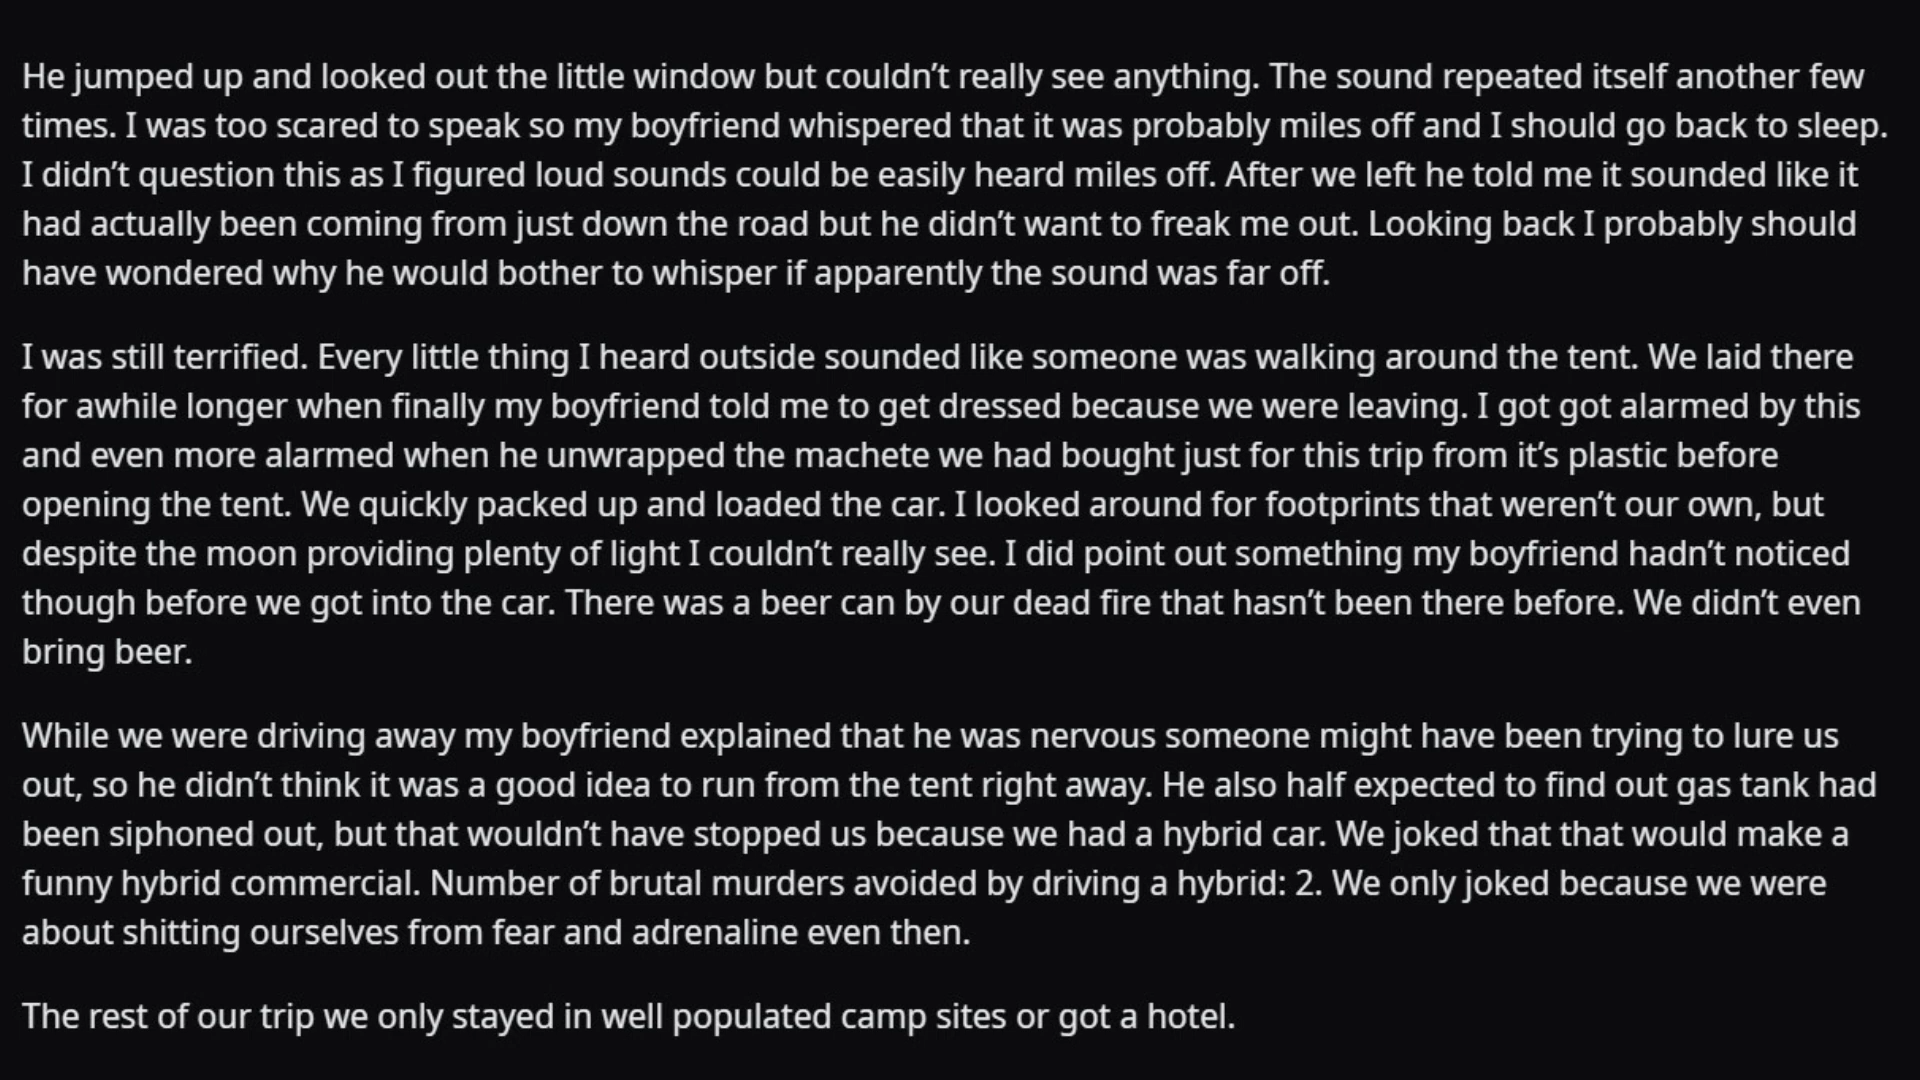 He jumped up and looked out the little window but couldn’t really see anything. The sound repeated itself another few
times. I was too scared to speak so my boyfriend whispered that it was probably miles off and I should go back to sleep.
I didn’t question this as I figured loud sounds could be easily heard miles off. After we left he told me it sounded like it
had actually been coming from just down the road but he didn’t want to freak me out. Looking back I probably should
have wondered why he would bother to whisper if apparently the sound was far off.
I was still terrified. Every little thing I heard outside sounded like someone was walking around the tent. We laid there
for awhile longer when finally my boyfriend told me to get dressed because we were leaving. I got got alarmed by this
and even more alarmed when he unwrapped the machete we had bought just for this trip from it’s plastic before
opening the tent. We quickly packed up and loaded the car. I looked around for footprints that weren’t our own, but
despite the moon providing plenty of light I couldn’t really see. I did point out something my boyfriend hadn’t noticed
though before we got into the car. There was a beer can by our dead fire that hasn’t been there before. We didn’t even
bring beer.
While we were driving away my boyfriend explained that he was nervous someone might have been trying to lure us
out, so he didn’t think it was a good idea to run from the tent right away. He also half expected to find out gas tank had
been siphoned out, but that wouldn’t have stopped us because we had a hybrid car. We joked that that would make a
funny hybrid commercial. Number of brutal murders avoided by driving a hybrid: 2. We only joked because we were
about shitting ourselves from fear and adrenaline even then.
The rest of our trip we only stayed in well populated camp sites or got a hotel.